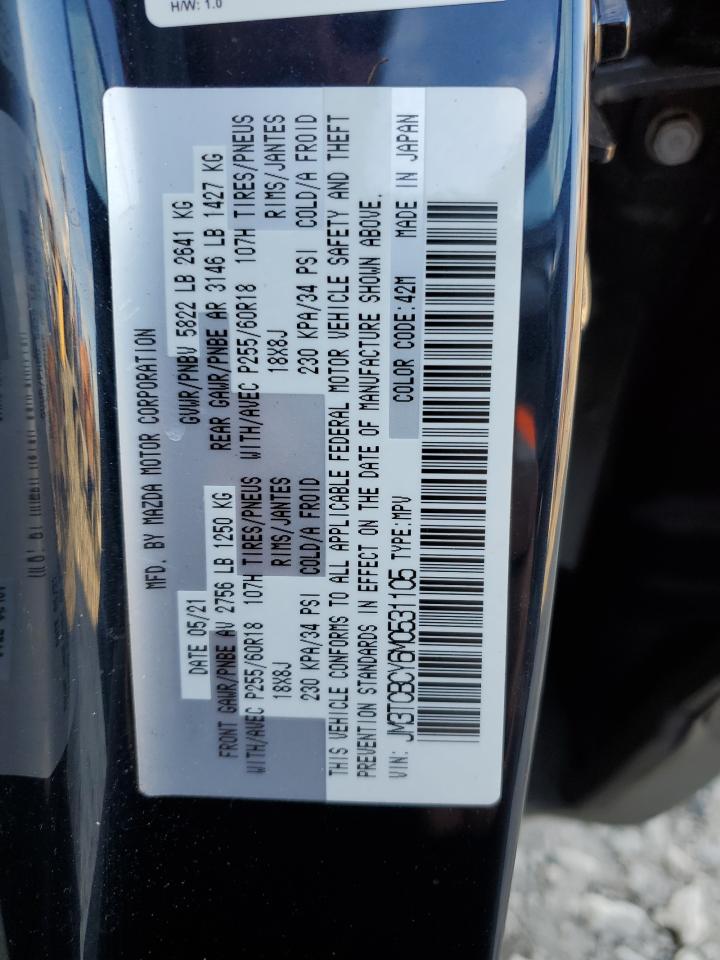 H/W: 1.0
MFD. BY MAZDA MOTOR CORPORATION
DATE 05/21 GVWR/PNBV 5822 LB 2641 KG
FRONT GAWR/PNBE AV 2756 LB 1250 KG REAR GAWR/PNBE AR 3146 LB 1427 KG
WITH/AVEC P255/60R18 107H TIRES/PNEUS WITH/AVEC P255/60R18 107H TIRES/PNEUS
18X8J RIMS/JANTES 18X8J RIMS/JANTES
230 KPA/34 PSI COLD/A FROID 230 KPA/34 PSI COLD/A FROID
THIS VEHICLE CONFORMS TO ALL APPLICABLE FEDERAL MOTOR VEHICLE SAFETY AND THEFT
PREVENTION STANDARDS IN EFFECT ON THE DATE OF MANUFACTURE SHOWN ABOVE.
VIN: JM3TCBCY6M0531105 TYPE:MPV COLOR CODE:42M MADE IN JAPAN